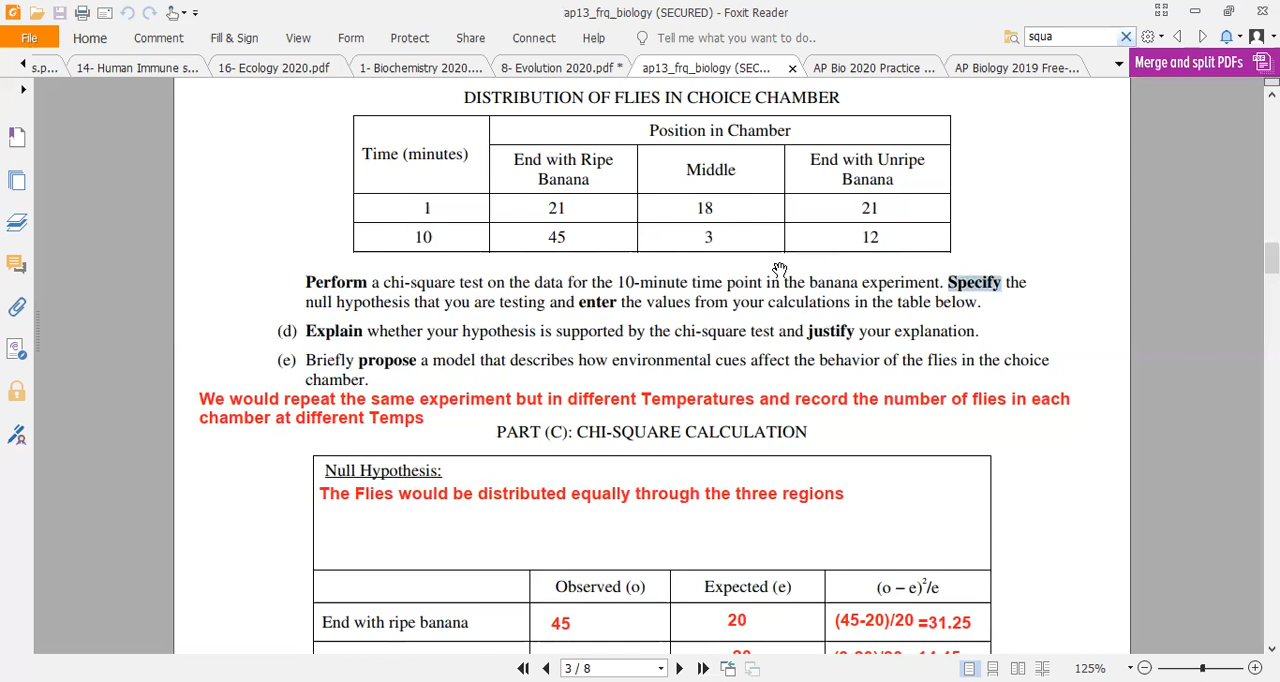 ap13_frq_biology (SECURED) - Foxit Reader
File Home Comment Fill & Sign View Form Protect Share Connect Help Tell me what you want to do.. squa
s.p... 14- Human Immune s... 16- Ecology 2020.pdf 1- Biochemistry 2020.... 8- Evolution 2020.pdf * ap13_frq_biology (SEC... AP Bio 2020 Practice ... AP Biology 2019 Free-... Merge and split PDFs
DISTRIBUTION OF FLIES IN CHOICE CHAMBER
Position in Chamber
Time (minutes)
End with Ripe Banana
Middle
End with Unripe Banana
1 21 18 21
10 45 3 12
Perform a chi-square test on the data for the 10-minute time point in the banana experiment. Specify the
null hypothesis that you are testing and enter the values from your calculations in the table below.
(d) Explain whether your hypothesis is supported by the chi-square test and justify your explanation.
(e) Briefly propose a model that describes how environmental cues affect the behavior of the flies in the choice
chamber.
We would repeat the same experiment but in different Temperatures and record the number of flies in each
chamber at different Temps
PART (C): CHI-SQUARE CALCULATION
Null Hypothesis:
The Flies would be distributed equally through the three regions
Observed (o) Expected (e) (o − e)²/e
End with ripe banana 45 20 (45-20)/20 =31.25
3 / 8 125%